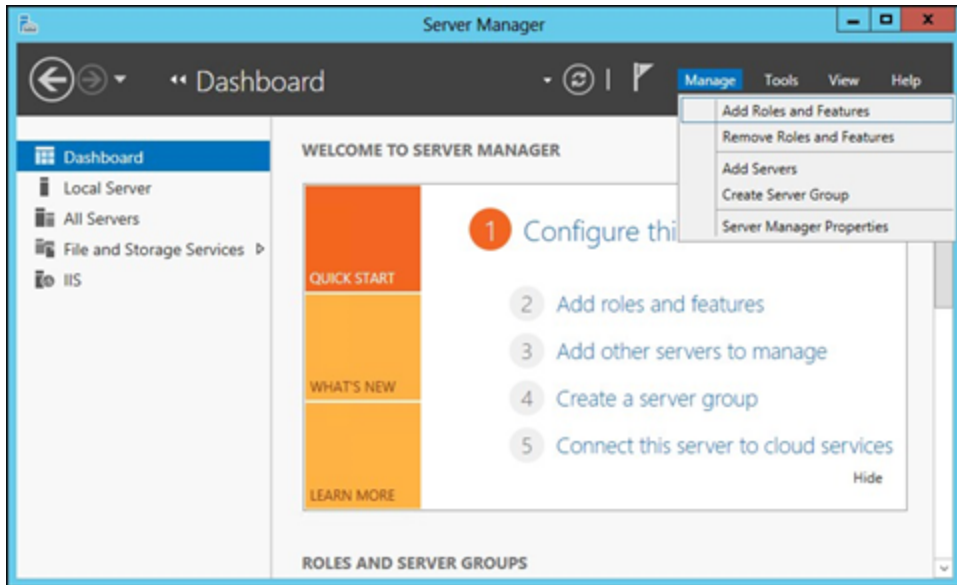 Server Manager
Dashboard
Manage Tools View Help
Add Roles and Features
Remove Roles and Features
Add Servers
Create Server Group
Server Manager Properties
Dashboard
Local Server
All Servers
File and Storage Services
IIS
WELCOME TO SERVER MANAGER
QUICK START
WHAT'S NEW
LEARN MORE
1 Configure thi
2 Add roles and features
3 Add other servers to manage
4 Create a server group
5 Connect this server to cloud services
Hide
ROLES AND SERVER GROUPS